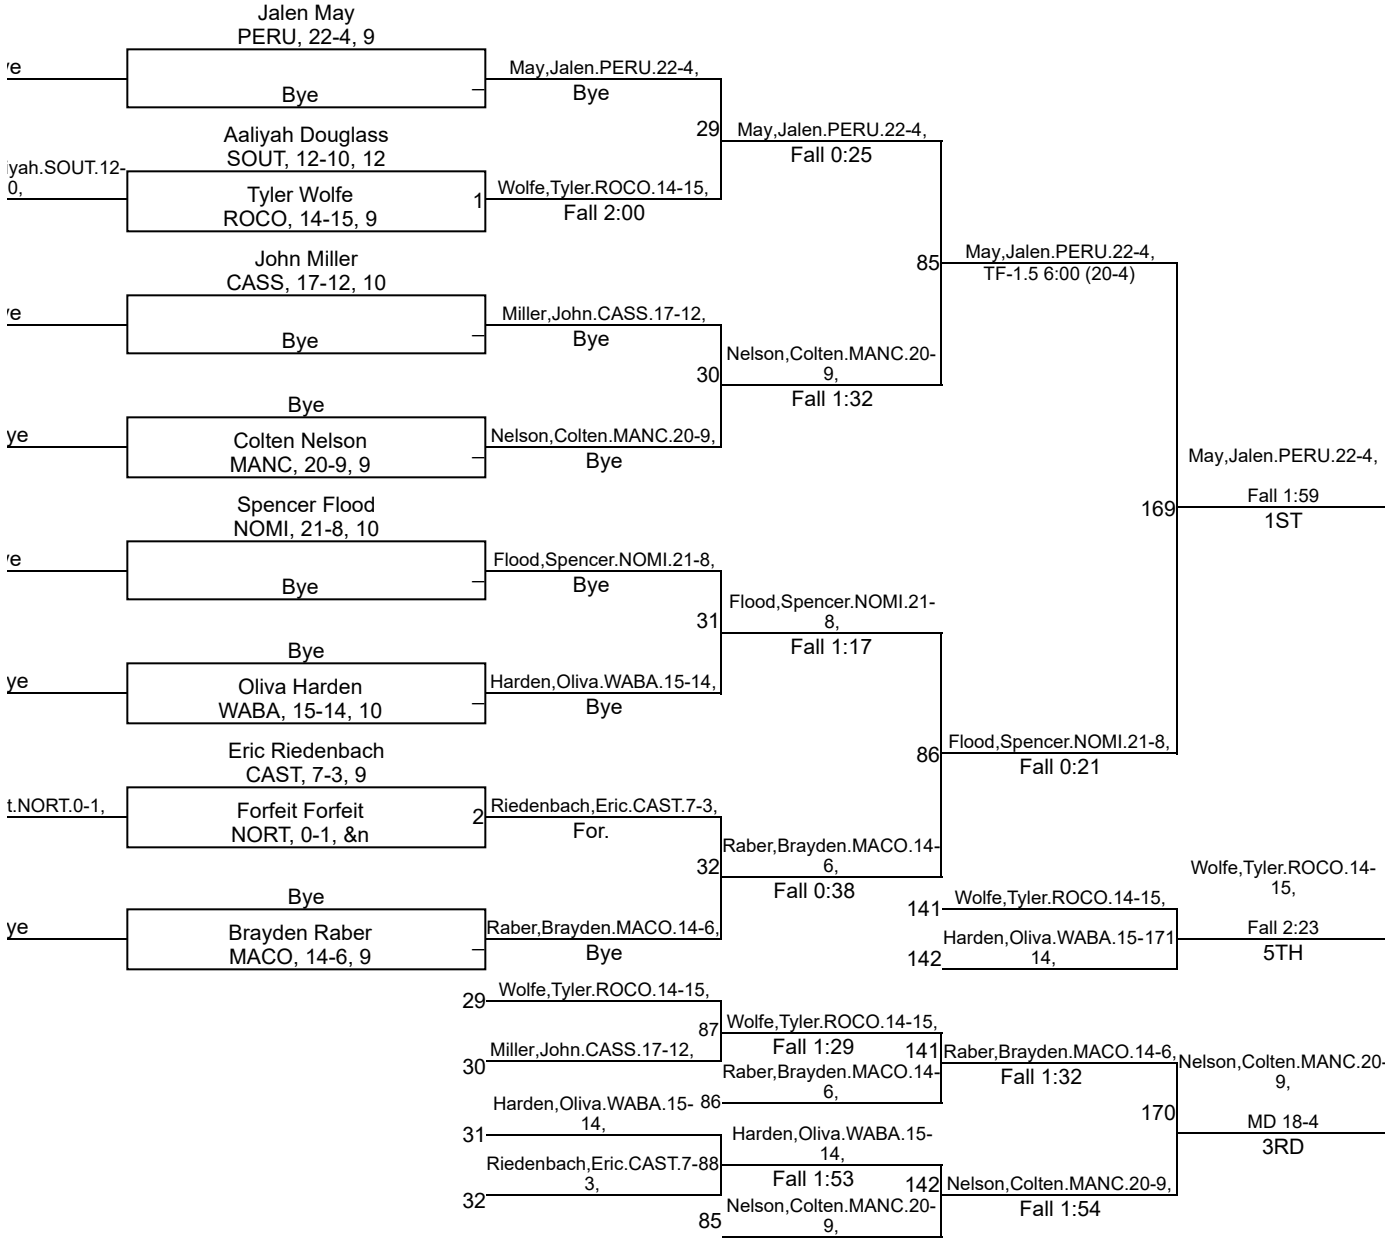 Jalen May
PERU, 22-4, 9
ye
Bye
_
May,Jalen.PERU.22-4,
Bye
29
May,Jalen.PERU.22-4,
Fall 0:25
Aaliyah Douglass
SOUT, 12-10, 12
iyah.SOUT.12-
0,
Tyler Wolfe
ROCO, 14-15, 9
1
Wolfe,Tyler.ROCO.14-15,
Fall 2:00
85
May,Jalen.PERU.22-4,
TF-1.5 6:00 (20-4)
John Miller
CASS, 17-12, 10
ye
Bye
_
Miller,John.CASS.17-12,
Bye
30
Nelson,Colten.MANC.20-
9,
Fall 1:32
Bye
ye
Colten Nelson
MANC, 20-9, 9
_
Nelson,Colten.MANC.20-9,
Bye
169
May,Jalen.PERU.22-4,
Fall 1:59
1ST
Spencer Flood
NOMI, 21-8, 10
ye
Bye
_
Flood,Spencer.NOMI.21-8,
Bye
31
Flood,Spencer.NOMI.21-
8,
Fall 1:17
Bye
ye
Oliva Harden
WABA, 15-14, 10
_
Harden,Oliva.WABA.15-14,
Bye
86
Flood,Spencer.NOMI.21-8,
Fall 0:21
Eric Riedenbach
CAST, 7-3, 9
t.NORT.0-1,
Forfeit Forfeit
NORT, 0-1, &n
2
Riedenbach,Eric.CAST.7-3,
For.
32
Raber,Brayden.MACO.14-
6,
Fall 0:38
Bye
ye
Brayden Raber
MACO, 14-6, 9
_
Raber,Brayden.MACO.14-6,
Bye
141
Wolfe,Tyler.ROCO.14-15,
142
Harden,Oliva.WABA.15-171
14,
Wolfe,Tyler.ROCO.14-
15,
Fall 2:23
5TH
29
Wolfe,Tyler.ROCO.14-15,
30
Miller,John.CASS.17-12,
87
Wolfe,Tyler.ROCO.14-15,
Fall 1:29
86
Raber,Brayden.MACO.14-
6,
141
Raber,Brayden.MACO.14-6,
Fall 1:32
31
Harden,Oliva.WABA.15-
14,
32
Riedenbach,Eric.CAST.7-88
3,
Harden,Oliva.WABA.15-
14,
Fall 1:53
85
Nelson,Colten.MANC.20-
9,
142
Nelson,Colten.MANC.20-9,
Fall 1:54
170
Nelson,Colten.MANC.20-
9,
MD 18-4
3RD